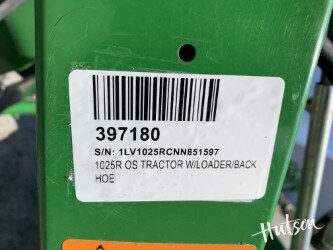 397180
S/N: 1LV1025RCNN851597
1025R OS TRACTOR W/LOADER/BACK
HOE
Hutson